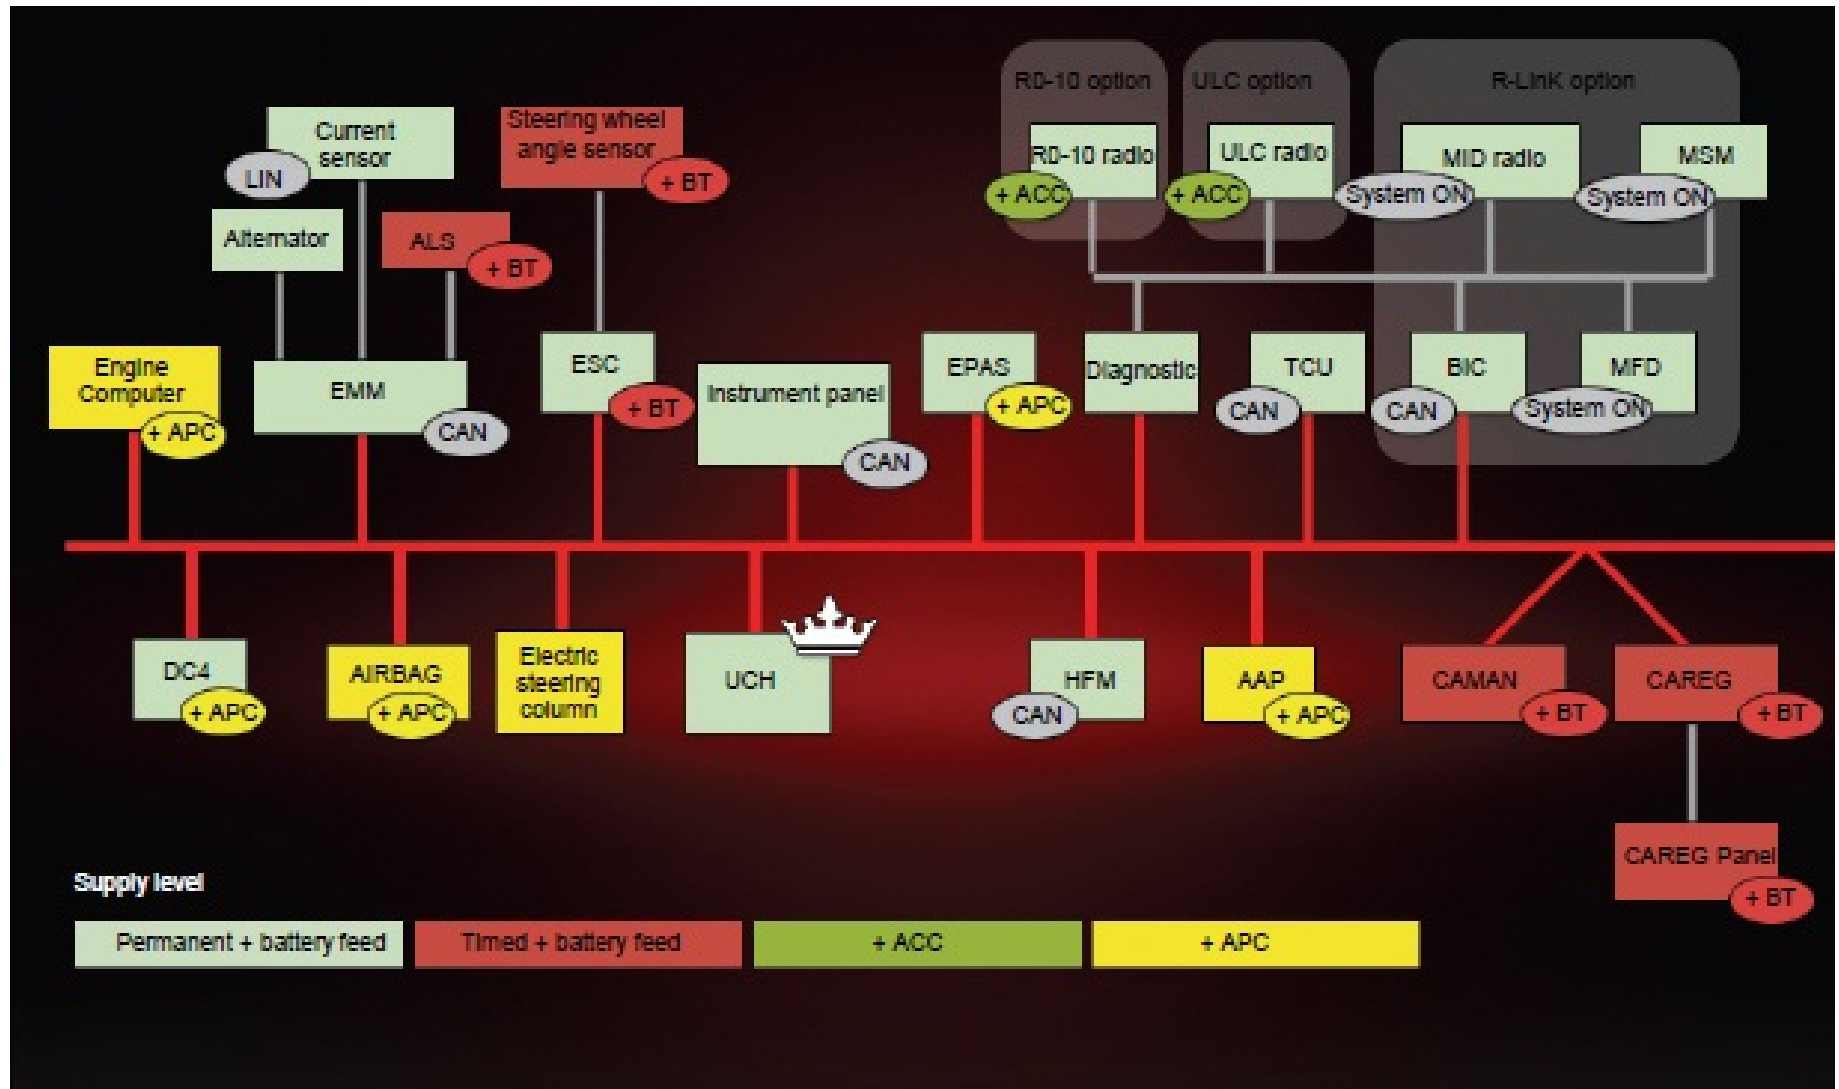 R0-10 option
ULC option
R-LinK option
Current
sensor
LIN
Steering wheel
angle sensor
+ BT
R0-10 radio
+ ACC
ULC radio
+ ACC
MID radio
System ON
MSM
System ON
Alternator
ALS
+ BT
Engine
Computer
+ APC
EMM
CAN
ESC
+ BT
Instrument panel
CAN
EPAS
+ APC
Diagnostic
TCU
CAN
BIC
CAN
MFD
System ON
DC4
+ APC
AIRBAG
+ APC
Electric
steering
column
UCH
HFM
CAN
AAP
+ APC
CAMAN
+ BT
CAREG
+ BT
CAREG Panel
+ BT
Supply level
Permanent + battery feed
Timed + battery feed
+ ACC
+ APC